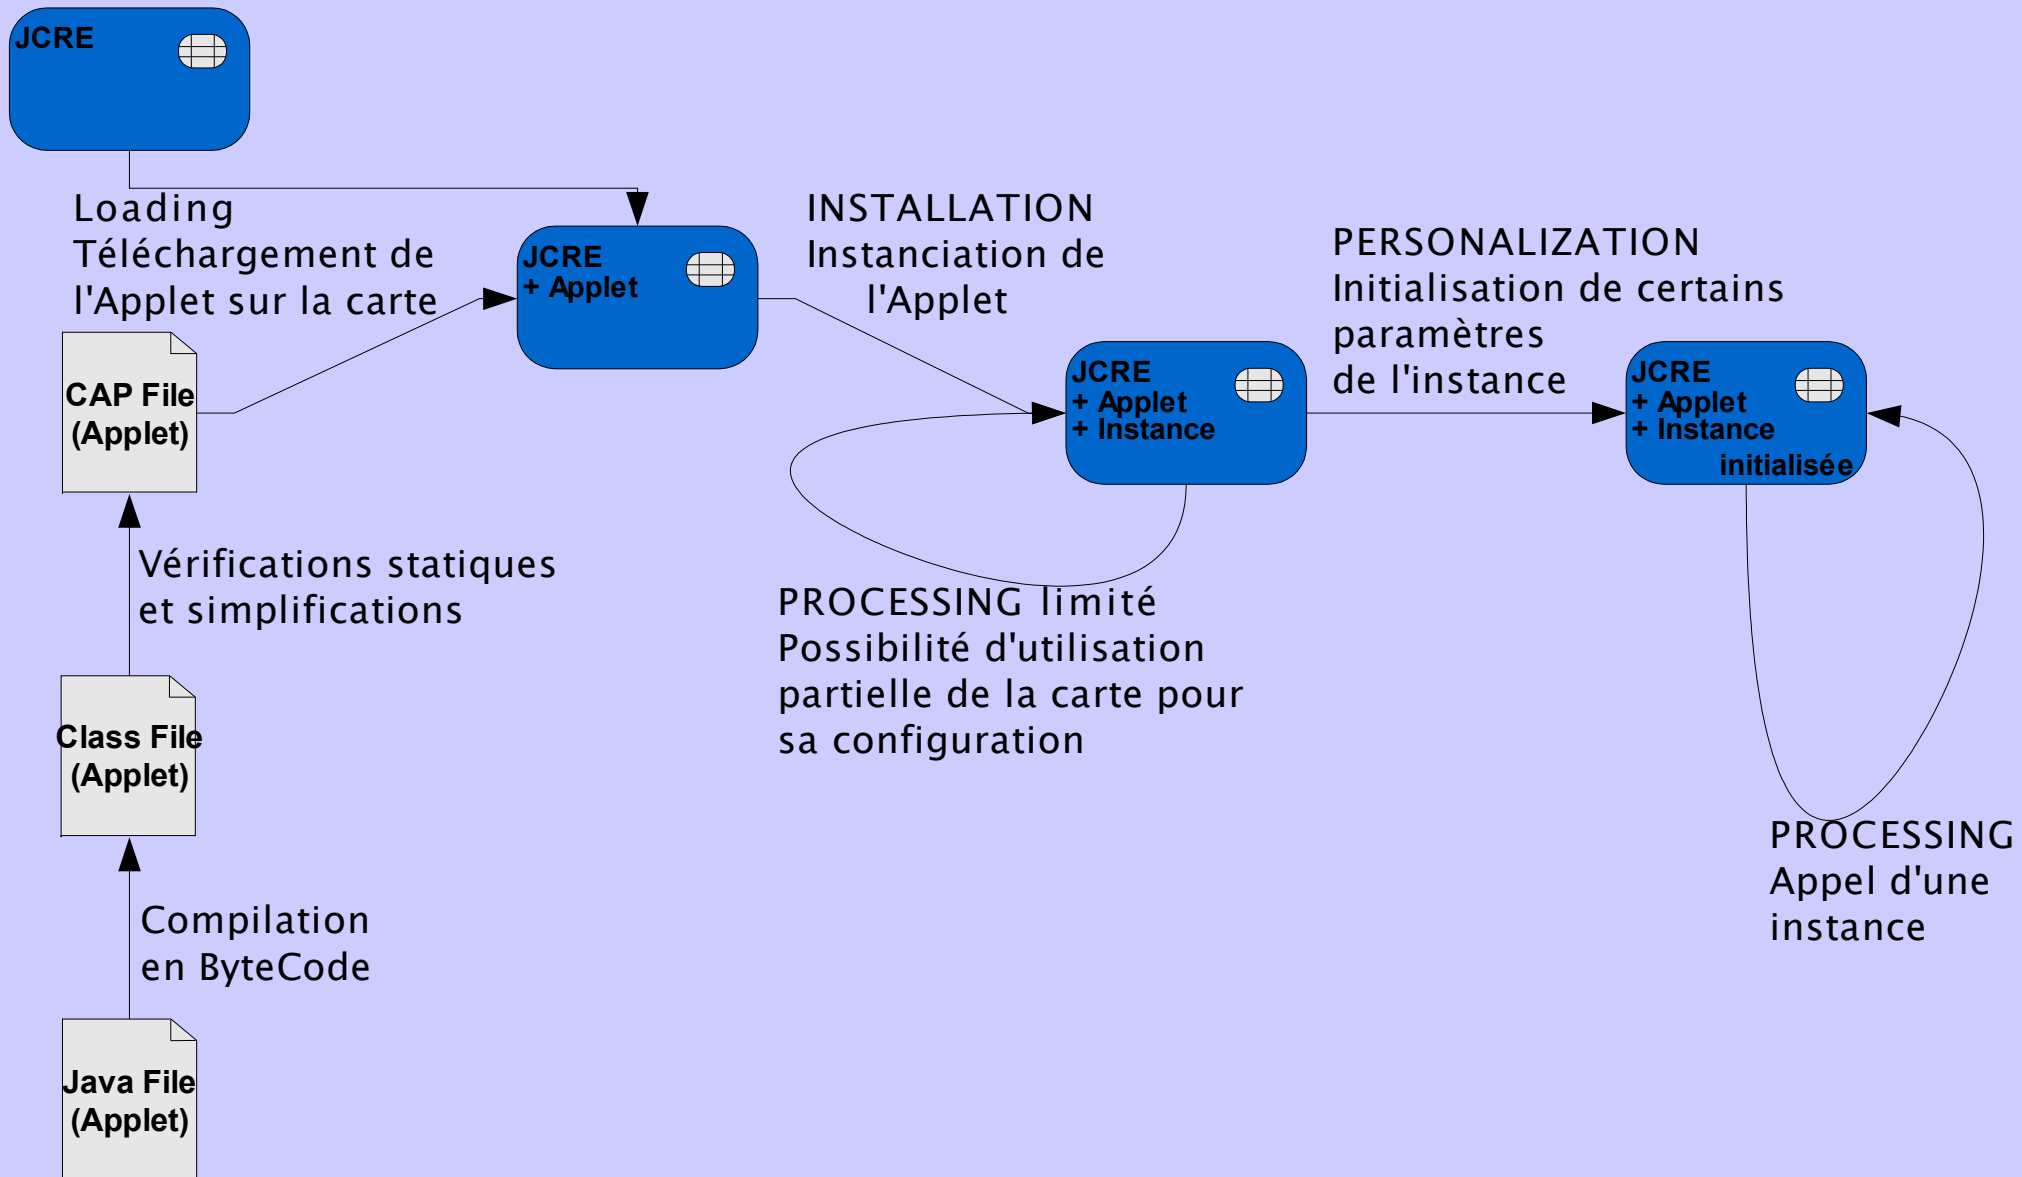 JCRE
Loading
Téléchargement de
l'Applet sur la carte
JCRE
+ Applet
INSTALLATION
Instanciation de
l'Applet
PERSONALIZATION
Initialisation de certains
paramètres
de l'instance
CAP File
(Applet)
JCRE
+ Applet
+ Instance
JCRE
+ Applet
+ Instance
initialisée
Vérifications statiques
et simplifications
PROCESSING limité
Possibilité d'utilisation
partielle de la carte pour
sa configuration
Class File
(Applet)
PROCESSING
Appel d'une
instance
Compilation
en ByteCode
Java File
(Applet)